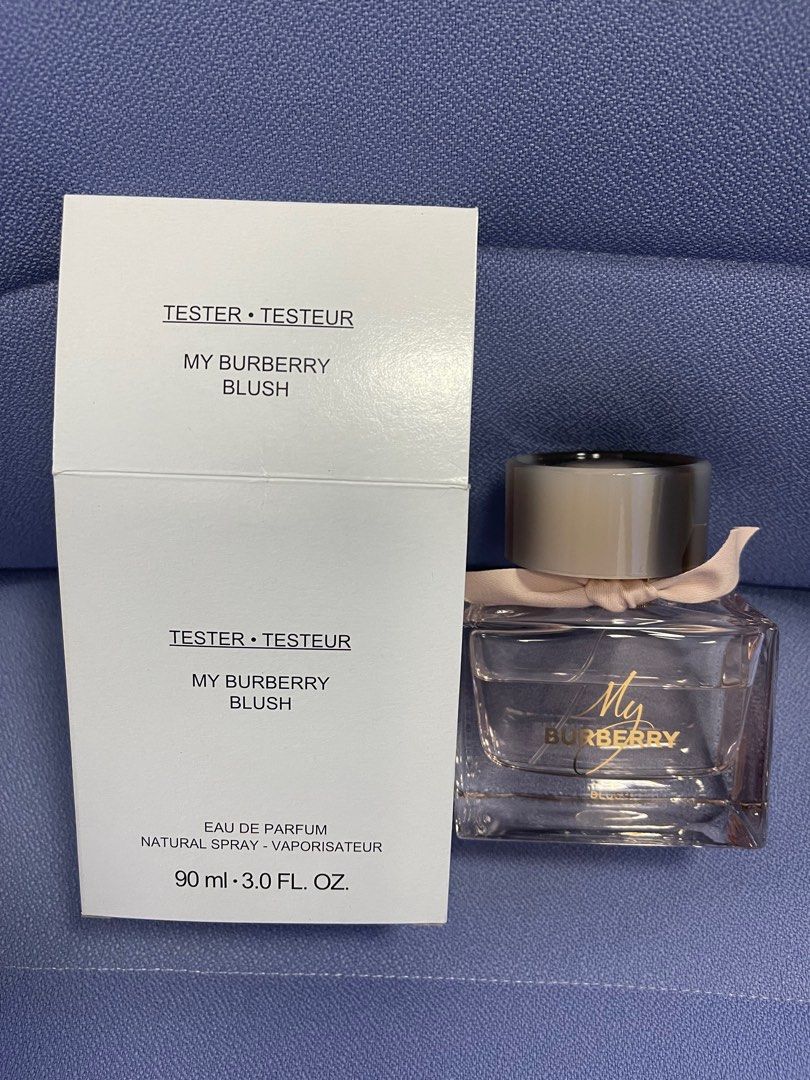 TESTER • TESTEUR
MY BURBERRY
BLUSH
TESTER • TESTEUR
MY BURBERRY
BLUSH
EAU DE PARFUM
NATURAL SPRAY - VAPORISATEUR
90 ml • 3.0 FL. OZ.
My
BURBERRY
BLUSH